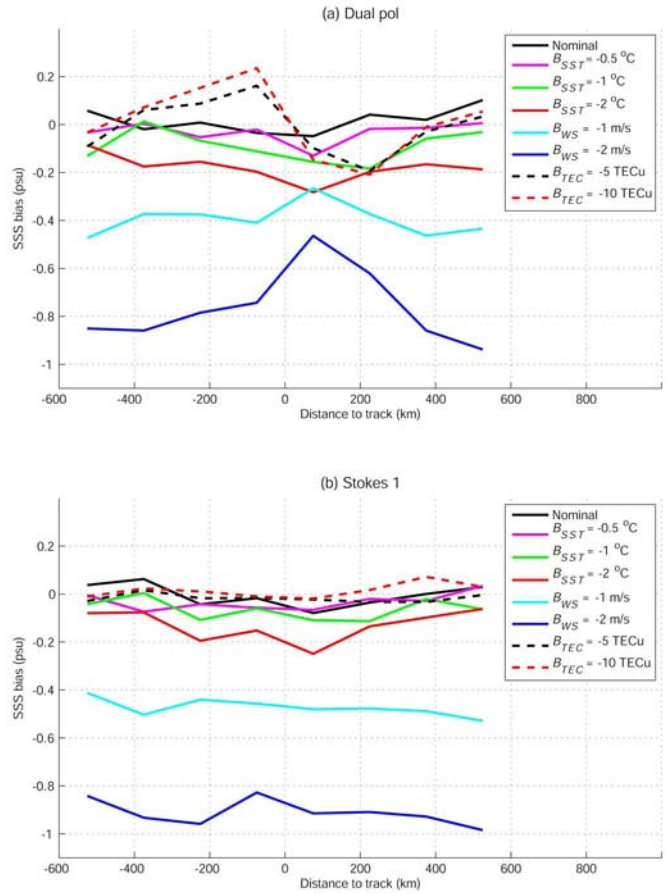 (a) Dual pol
Nominal
B_SST = -0.5 °C
B_SST = -1 °C
B_SST = -2 °C
B_WS = -1 m/s
B_WS = -2 m/s
B_TEC = -5 TECu
B_TEC = -10 TECu
0.2
0
-0.2
-0.4
-0.6
-0.8
-1
SSS bias (psu)
-600
-400
-200
0
200
400
600
800
Distance to track (km)
(b) Stokes 1
Nominal
B_SST = -0.5 °C
B_SST = -1 °C
B_SST = -2 °C
B_WS = -1 m/s
B_WS = -2 m/s
B_TEC = -5 TECu
B_TEC = -10 TECu
0.2
0
-0.2
-0.4
-0.6
-0.8
-1
SSS bias (psu)
-600
-400
-200
0
200
400
600
800
Distance to track (km)